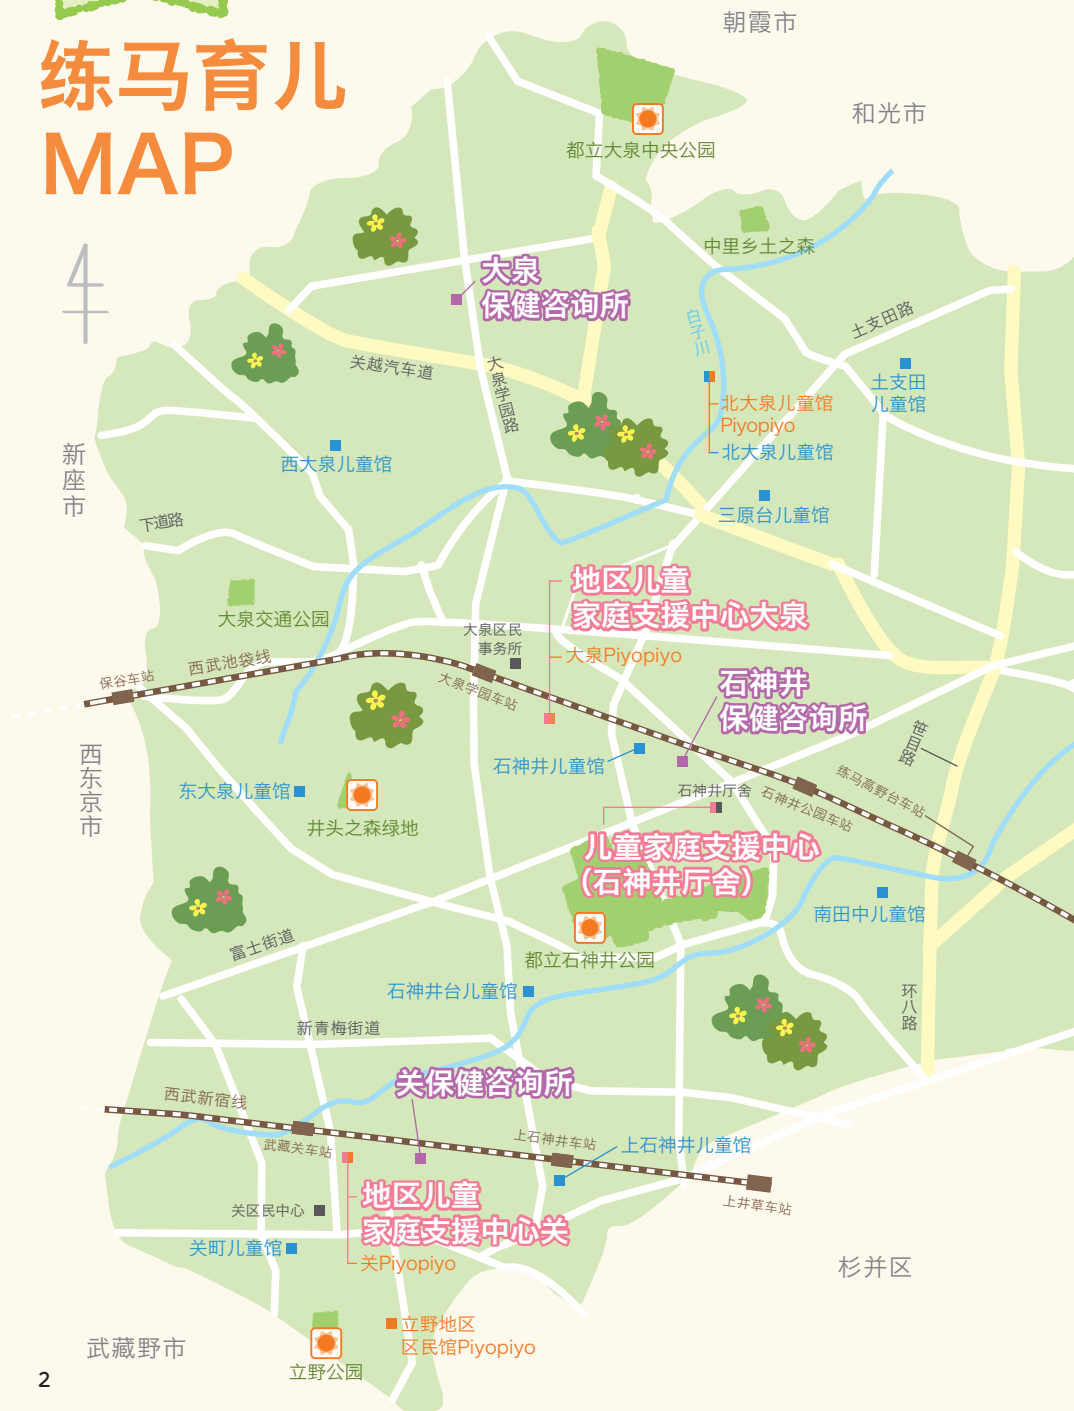 练马育儿
MAP
朝霞市
和光市
都立大泉中央公园
中里乡土之森
大泉
保健咨询所
白子川
土支田路
关越汽车道
大泉学园路
土支田
儿童馆
北大泉儿童馆
Piyopiyo
北大泉儿童馆
新座市
西大泉儿童馆
三原台儿童馆
下道路
地区儿童
家庭支援中心大泉
大泉交通公园
大泉区民
事务所
大泉Piyopiyo
西武池袋线
保谷车站
大泉学园车站
石神井
保健咨询所
笹目路
西东京市
石神井儿童馆
东大泉儿童馆
石神井厅舍
石神井公园车站
练马高野台车站
井头之森绿地
儿童家庭支援中心
（石神井厅舍）
南田中儿童馆
富士街道
都立石神井公园
石神井台儿童馆
环八路
新青梅街道
关保健咨询所
西武新宿线
武藏关车站
上石神井车站
上石神井儿童馆
地区儿童
家庭支援中心关
关区民中心
上井草车站
关町儿童馆
关Piyopiyo
杉并区
立野地区
区民馆Piyopiyo
武藏野市
立野公园
2